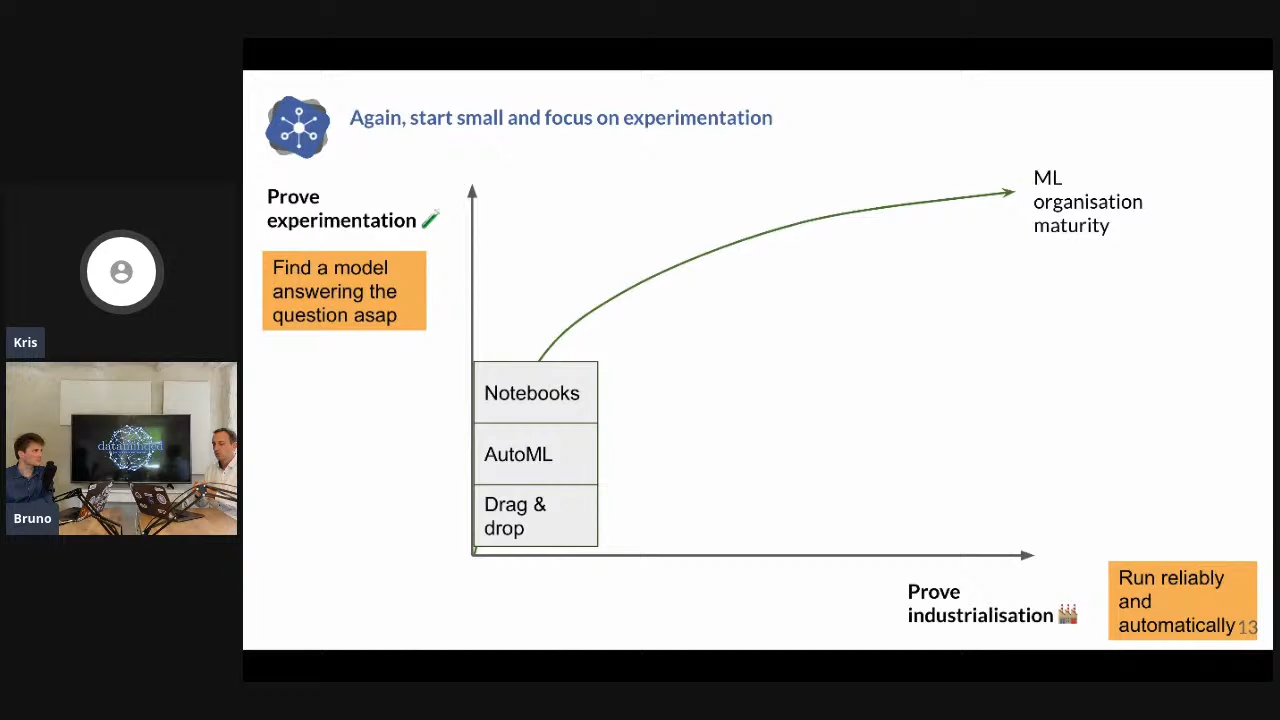 Again, start small and focus on experimentation
Prove
experimentation
Find a model
answering the
question asap
ML
organisation
maturity
Notebooks
AutoML
Drag &
drop
Prove
industrialisation
Run reliably
and
automatically
13
Kris
dataminded
Bruno